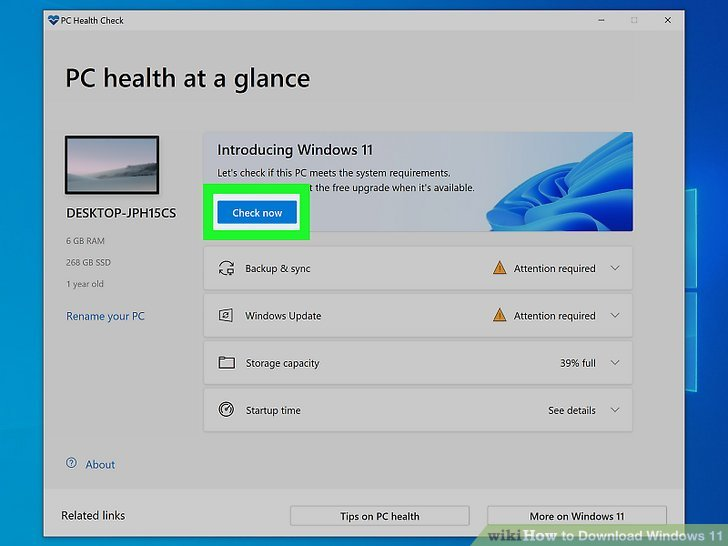 PC Health Check
PC health at a glance
DESKTOP-JPH15CS
6 GB RAM
268 GB SSD
1 year old
Rename your PC
Introducing Windows 11
Let's check if this PC meets the system requirements.
the free upgrade when it's available.
Check now
Backup & sync
Attention required
Windows Update
Attention required
Storage capacity
39% full
Startup time
See details
About
Related links
Tips on PC health
More on Windows 11
wikiHow to Download Windows 11